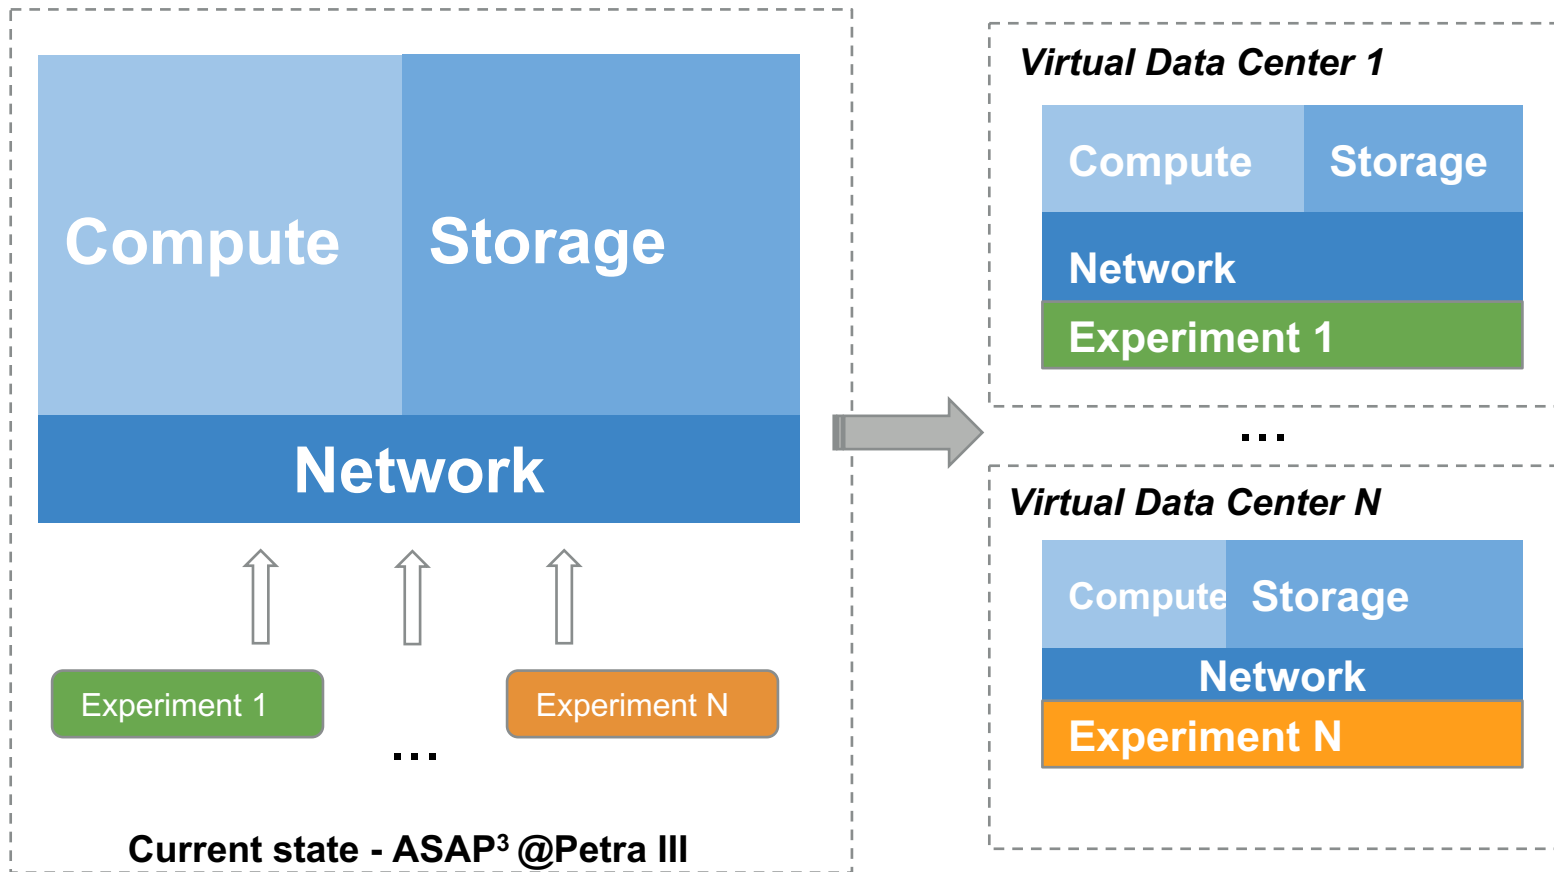 Compute
Storage
Network
Experiment 1
Experiment N
...
Current state - ASAP³ @Petra III
Virtual Data Center 1
Compute
Storage
Network
Experiment 1
...
Virtual Data Center N
Compute
Storage
Network
Experiment N